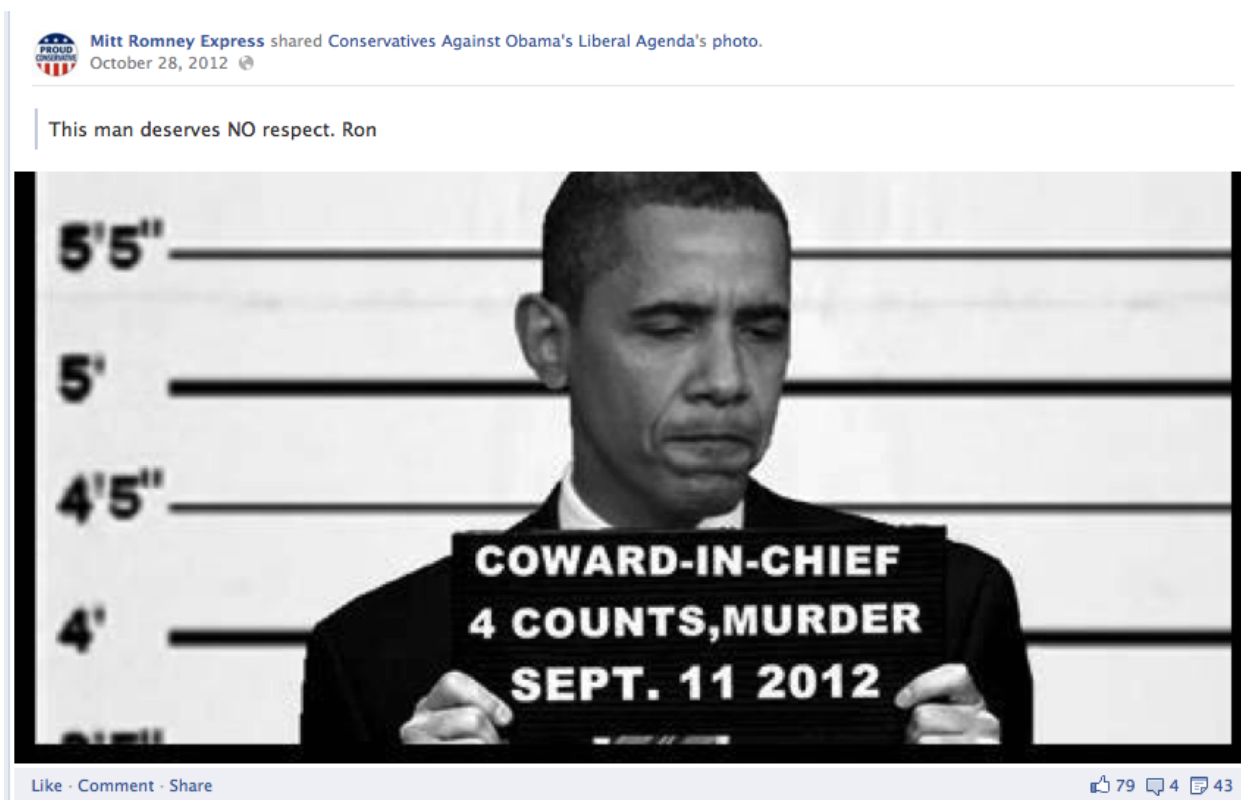 PROUD
CONSERVATIVE
Mitt Romney Express shared Conservatives Against Obama's Liberal Agenda's photo.
October 28, 2012
This man deserves NO respect. Ron
5'5"
5'
4'5"
4'
COWARD-IN-CHIEF
4 COUNTS,MURDER
SEPT. 11 2012
Like · Comment · Share
79 4 43